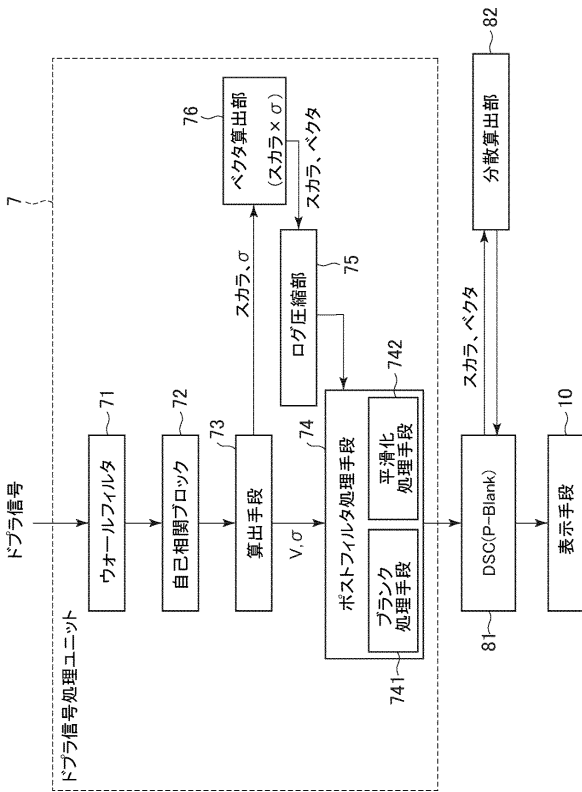 ドプラ信号
7
ドプラ信号処理ユニット
ウォールフィルタ
71
自己相関ブロック
72
算出手段
73
スカラ、σ
ベクタ算出部
(スカラ×σ)
76
スカラ、ベクタ
ログ圧縮部
75
V,σ
ポストフィルタ処理手段
74
ブランク
処理手段
741
平滑化
処理手段
742
DSC(P-Blank)
81
スカラ、ベクタ
分散算出部
82
表示手段
10